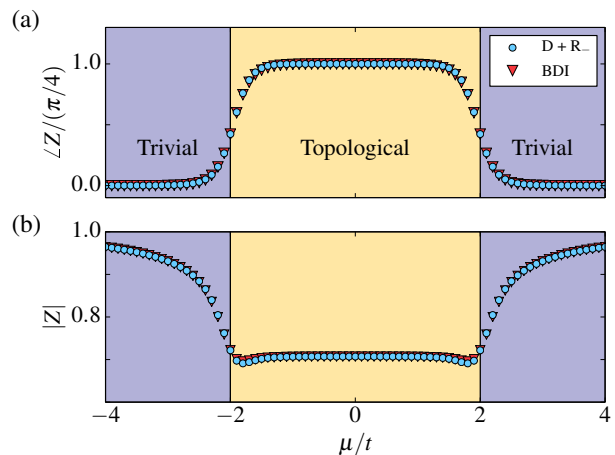 (a)
∠Z/(π/4)
1.0
0.0
D + R₋
BDI
Trivial
Topological
Trivial
(b)
|Z|
1.0
0.8
−4
−2
0
2
4
μ/t